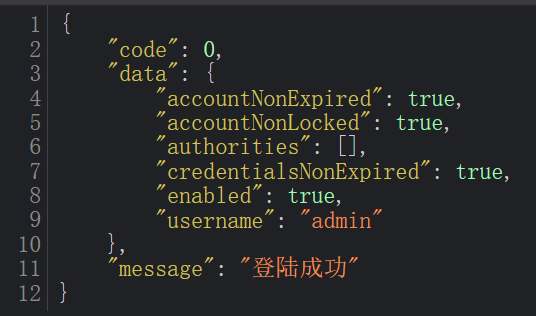 1 {
2     "code": 0,
3     "data": {
4         "accountNonExpired": true,
5         "accountNonLocked": true,
6         "authorities": [],
7         "credentialsNonExpired": true,
8         "enabled": true,
9         "username": "admin"
10     },
11     "message": "登陆成功"
12 }